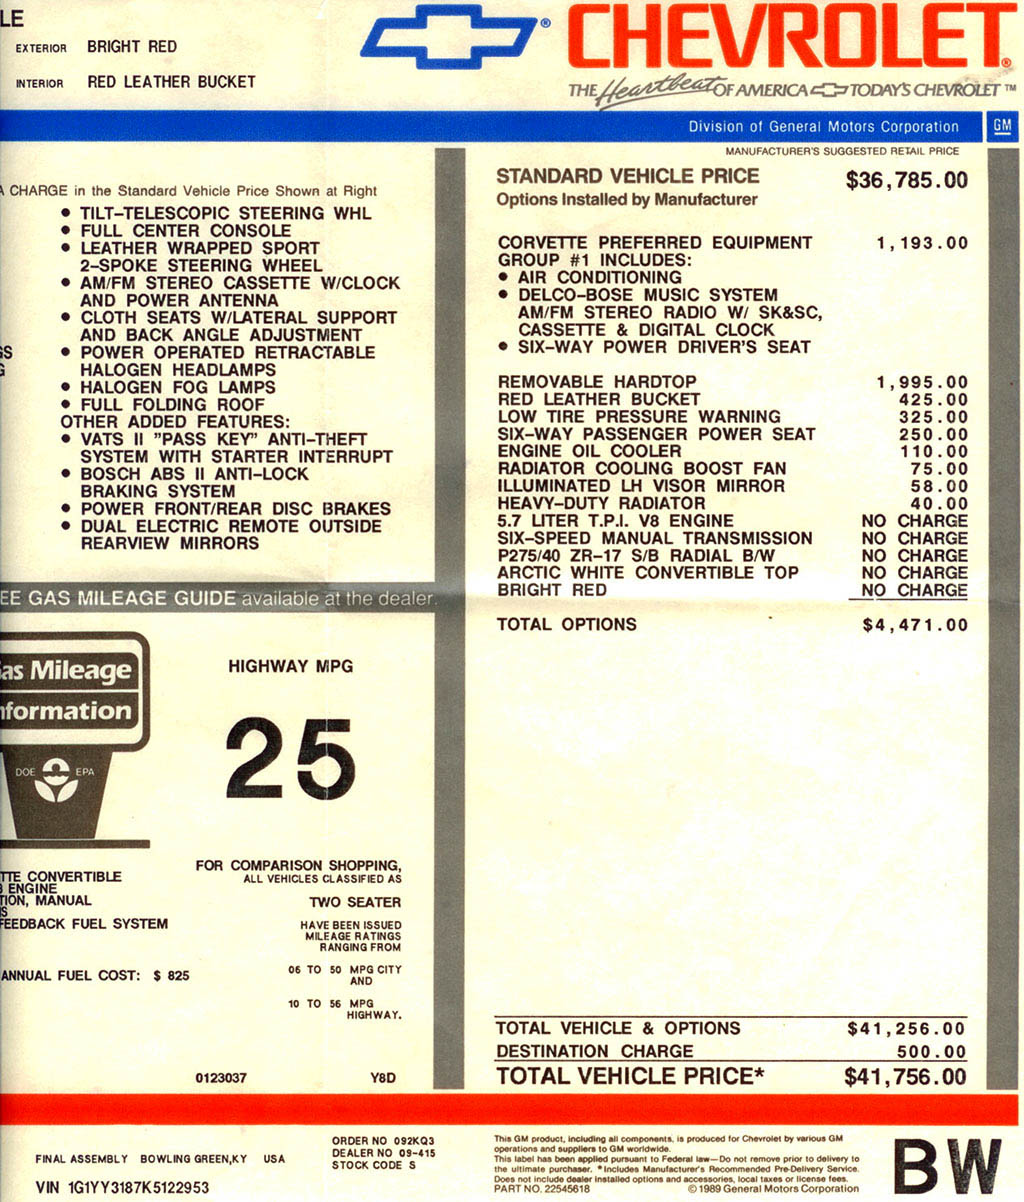 LE
EXTERIOR BRIGHT RED
INTERIOR RED LEATHER BUCKET
® CHEVROLET®
THE Heartbeat OF AMERICA TODAY'S CHEVROLET™
Division of General Motors Corporation GM
A CHARGE in the Standard Vehicle Price Shown at Right
• TILT-TELESCOPIC STEERING WHL
• FULL CENTER CONSOLE
• LEATHER WRAPPED SPORT
2-SPOKE STEERING WHEEL
• AM/FM STEREO CASSETTE W/CLOCK
AND POWER ANTENNA
• CLOTH SEATS W/LATERAL SUPPORT
AND BACK ANGLE ADJUSTMENT
GS • POWER OPERATED RETRACTABLE
G HALOGEN HEADLAMPS
• HALOGEN FOG LAMPS
• FULL FOLDING ROOF
OTHER ADDED FEATURES:
• VATS II "PASS KEY" ANTI-THEFT
SYSTEM WITH STARTER INTERRUPT
• BOSCH ABS II ANTI-LOCK
BRAKING SYSTEM
• POWER FRONT/REAR DISC BRAKES
• DUAL ELECTRIC REMOTE OUTSIDE
REARVIEW MIRRORS
EE GAS MILEAGE GUIDE available at the dealer.
as Mileage
nformation
DOE EPA
HIGHWAY MPG
25
TTE CONVERTIBLE
8 ENGINE
TION, MANUAL
S
FEEDBACK FUEL SYSTEM
ANNUAL FUEL COST: $ 825
FOR COMPARISON SHOPPING,
ALL VEHICLES CLASSIFIED AS
TWO SEATER
HAVE BEEN ISSUED
MILEAGE RATINGS
RANGING FROM
06 TO 50 MPG CITY
AND
10 TO 56 MPG
HIGHWAY.
0123037 Y8D
MANUFACTURER'S SUGGESTED RETAIL PRICE
STANDARD VEHICLE PRICE $36,785.00
Options Installed by Manufacturer
CORVETTE PREFERRED EQUIPMENT 1,193.00
GROUP #1 INCLUDES:
• AIR CONDITIONING
• DELCO-BOSE MUSIC SYSTEM
AM/FM STEREO RADIO W/ SK&SC,
CASSETTE & DIGITAL CLOCK
• SIX-WAY POWER DRIVER'S SEAT
REMOVABLE HARDTOP 1,995.00
RED LEATHER BUCKET 425.00
LOW TIRE PRESSURE WARNING 325.00
SIX-WAY PASSENGER POWER SEAT 250.00
ENGINE OIL COOLER 110.00
RADIATOR COOLING BOOST FAN 75.00
ILLUMINATED LH VISOR MIRROR 58.00
HEAVY-DUTY RADIATOR 40.00
5.7 LITER T.P.I. V8 ENGINE NO CHARGE
SIX-SPEED MANUAL TRANSMISSION NO CHARGE
P275/40 ZR-17 S/B RADIAL B/W NO CHARGE
ARCTIC WHITE CONVERTIBLE TOP NO CHARGE
BRIGHT RED NO CHARGE
TOTAL OPTIONS $4,471.00
TOTAL VEHICLE & OPTIONS $41,256.00
DESTINATION CHARGE 500.00
TOTAL VEHICLE PRICE* $41,756.00
FINAL ASSEMBLY BOWLING GREEN,KY USA
VIN 1G1YY3187K5122953
ORDER NO 092KQ3
DEALER NO 09-415
STOCK CODE S
This GM product, including all components, is produced for Chevrolet by various GM
operations and suppliers to GM worldwide.
This label has been applied pursuant to Federal law—Do not remove prior to delivery to
the ultimate purchaser. *Includes Manufacturer's Recommended Pre-Delivery Service.
Does not include dealer installed options and accessories, local taxes or license fees.
PART NO. 22545618 © 1989 General Motors Corporation
BW